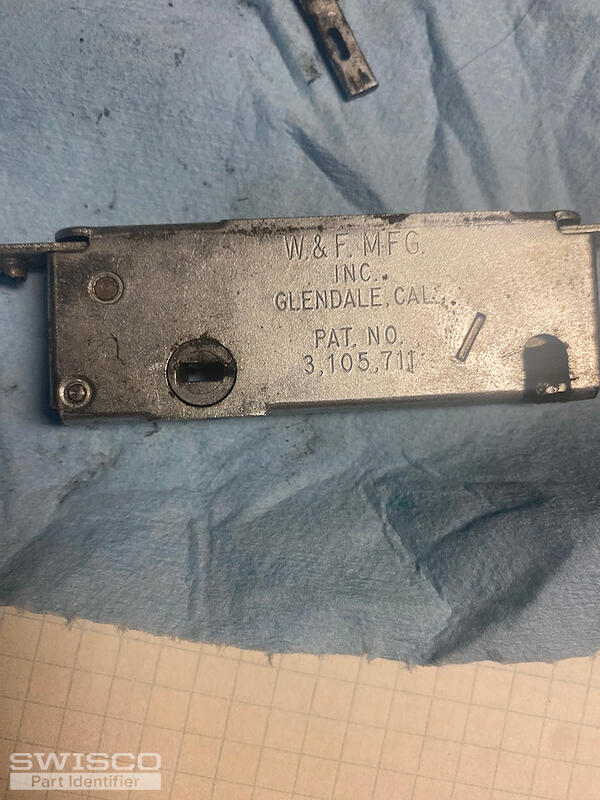 W. & F. MFG.
INC.
GLENDALE, CAL.
PAT. NO.
3,105,711
SWISCO
Part Identifier